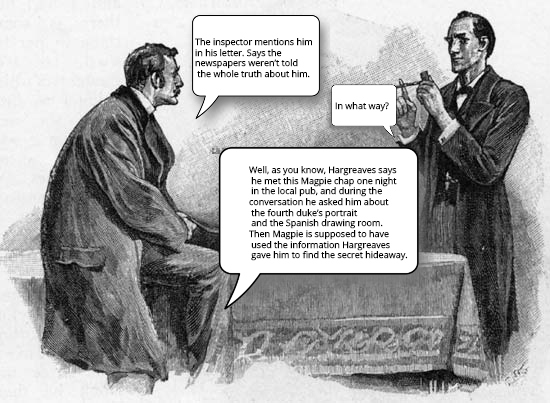 The inspector mentions him
in his letter. Says the
newspapers weren't told
the whole truth about him.
In what way?
Well, as you know, Hargreaves says
he met this Magpie chap one night
in the local pub, and during the
conversation he asked him about
the fourth duke's portrait
and the Spanish drawing room.
Then Magpie is supposed to have
used the information Hargreaves
gave him to find the secret hideaway.